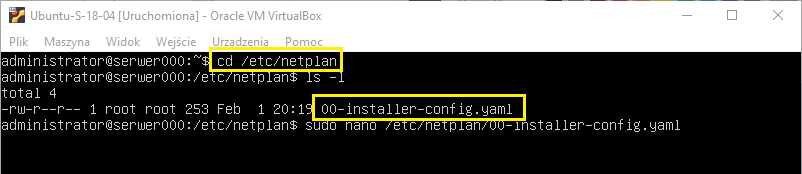 Ubuntu-S-18-04 [Uruchomiona] - Oracle VM VirtualBox
Plik Maszyna Widok Wejście Urządzenia Pomoc
administrator@serwer000:~$ cd /etc/netplan
administrator@serwer000:/etc/netplan$ ls -l
total 4
-rw-r--r-- 1 root root 253 Feb  1 20:19 00-installer-config.yaml
administrator@serwer000:/etc/netplan$ sudo nano /etc/netplan/00-installer-config.yaml